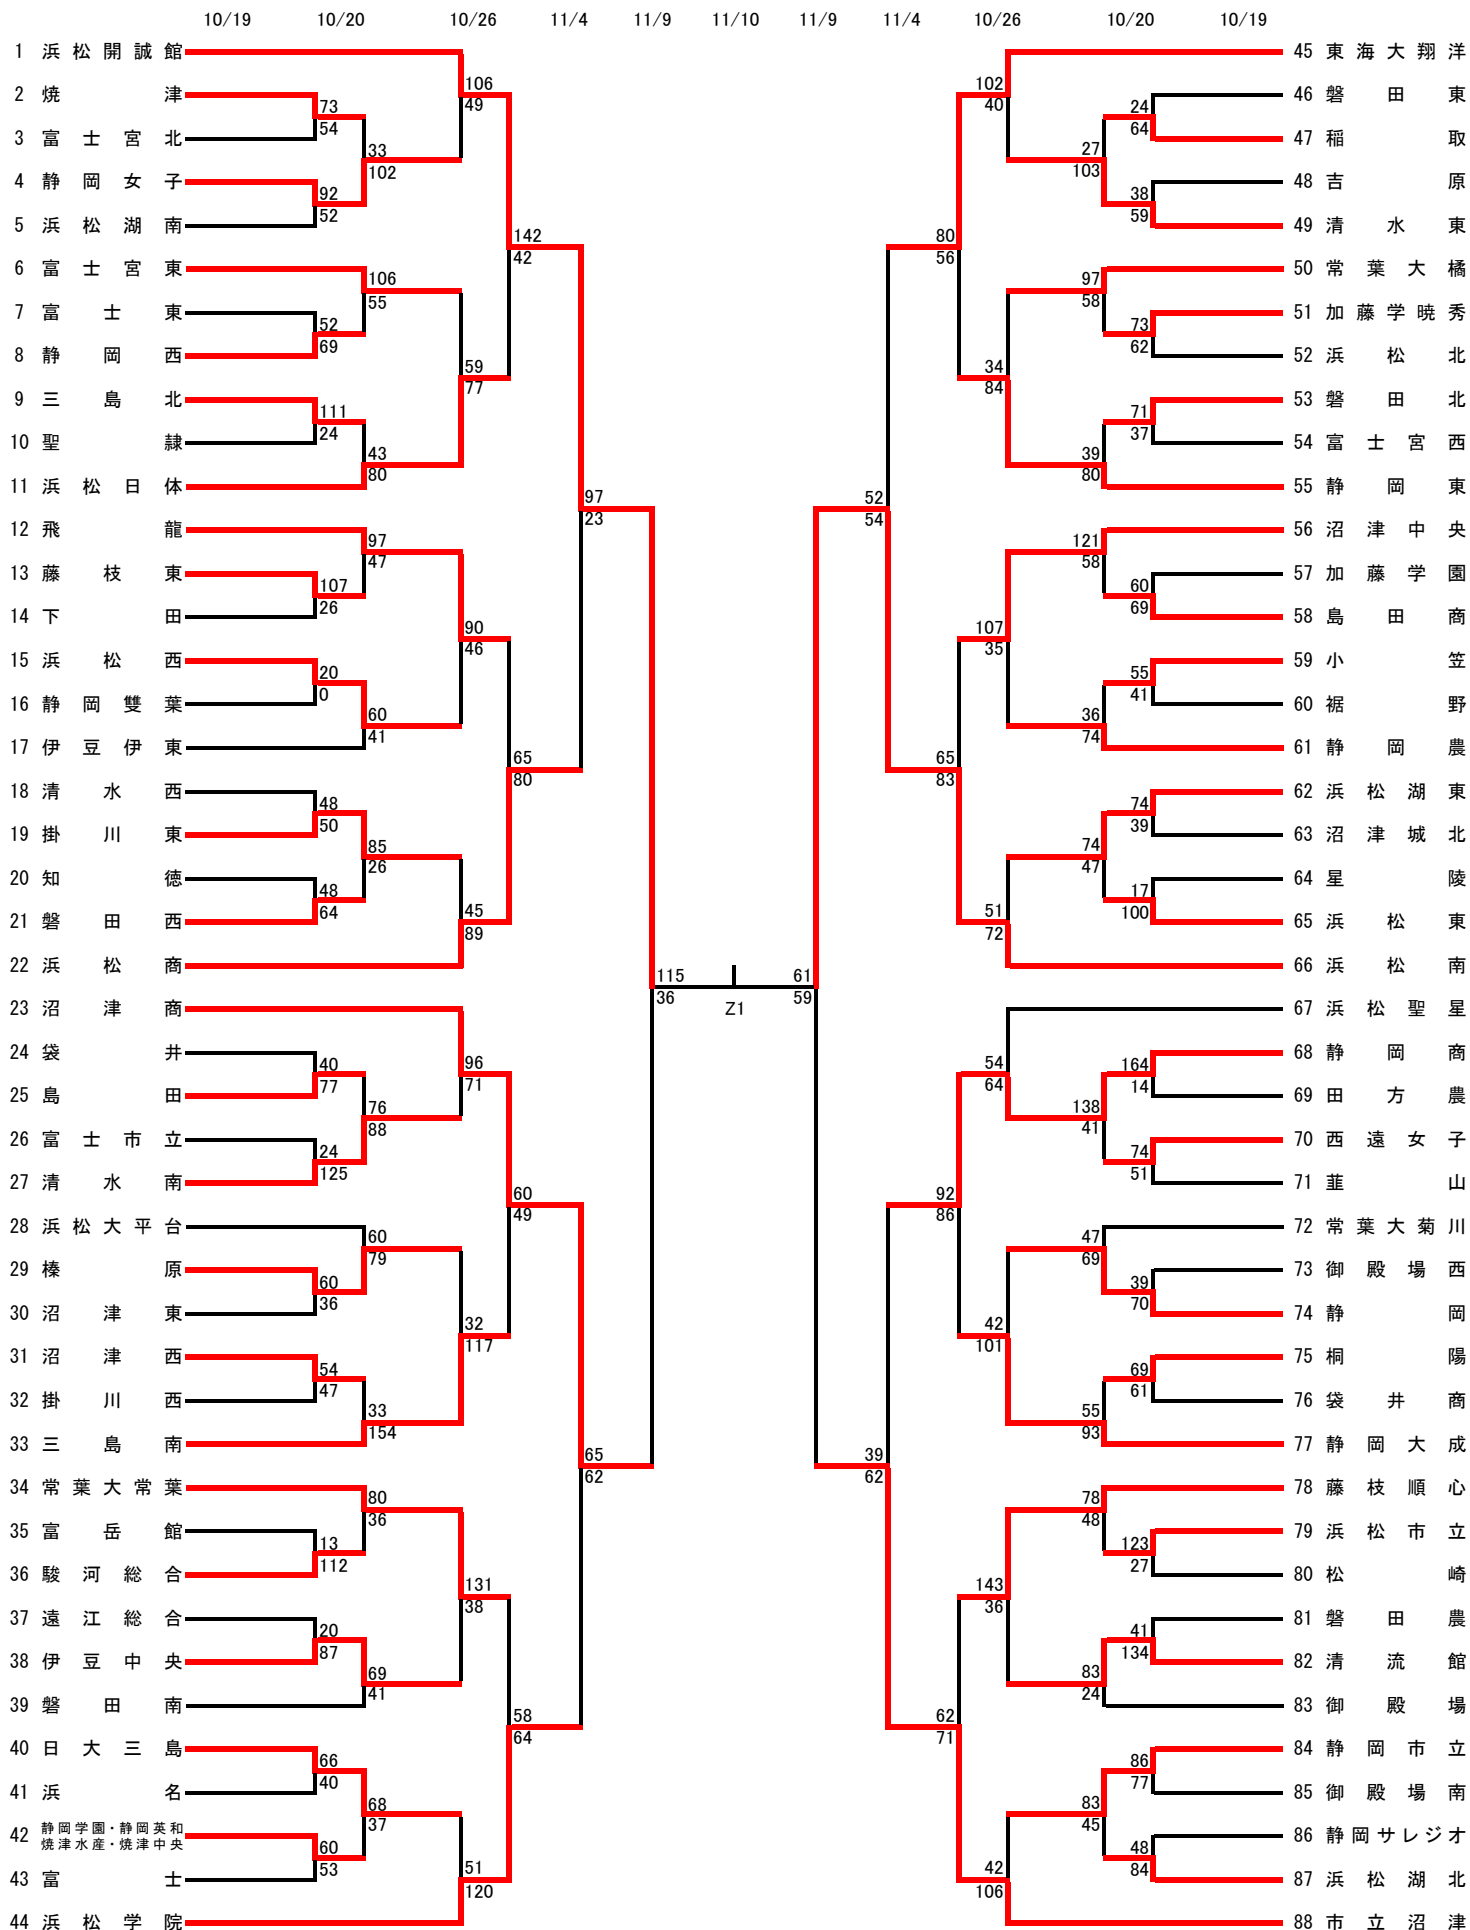 10/19 10/20 10/26 11/4 11/9 11/10 11/9 11/4 10/26 10/20 10/19
1 浜松開誠館
2 焼津
3 富士宮北
4 静岡女子
5 浜松湖南
6 富士宮東
7 富士東
8 静岡西
9 三島北
10 聖隷
11 浜松日体
12 飛龍
13 藤枝東
14 下田
15 浜松西
16 静岡雙葉
17 伊豆伊東
18 清水西
19 掛川東
20 知徳
21 磐田西
22 浜松商
23 沼津商
24 袋井
25 島田
26 富士市立
27 清水南
28 浜松大平台
29 榛原
30 沼津東
31 沼津西
32 掛川西
33 三島南
34 常葉大常葉
35 富岳館
36 駿河総合
37 遠江総合
38 伊豆中央
39 磐田南
40 日大三島
41 浜名
42 静岡学園・静岡英和
焼津水産・焼津中央
43 富士
44 浜松学院
73
54
92
52
52
69
111
24
107
26
20
0
48
50
48
64
40
77
24
125
60
36
54
47
13
112
20
87
66
40
60
53
33
102
106
55
43
80
97
47
60
41
85
26
76
88
60
79
33
154
80
36
69
41
68
37
106
49
59
77
90
46
45
89
96
71
32
117
131
38
51
120
142
42
65
80
60
49
58
64
97
23
65
62
115
36
Z1
61
59
52
54
39
62
80
56
65
83
92
86
62
71
102
40
34
84
107
35
51
72
54
64
42
101
143
36
42
106
27
103
97
58
39
80
121
58
36
74
74
47
138
41
47
69
55
93
78
48
83
24
83
45
24
64
38
59
73
62
71
37
60
69
55
41
74
39
17
100
164
14
74
51
39
70
69
61
123
27
41
134
86
77
48
84
45 東海大翔洋
46 磐田東
47 稲取
48 吉原
49 清水東
50 常葉大橘
51 加藤学暁秀
52 浜松北
53 磐田北
54 富士宮西
55 静岡東
56 沼津中央
57 加藤学園
58 島田商
59 小笠
60 裾野
61 静岡農
62 浜松湖東
63 沼津城北
64 星陵
65 浜松東
66 浜松南
67 浜松聖星
68 静岡商
69 田方農
70 西遠女子
71 韮山
72 常葉大菊川
73 御殿場西
74 静岡
75 桐陽
76 袋井商
77 静岡大成
78 藤枝順心
79 浜松市立
80 松崎
81 磐田農
82 清流館
83 御殿場
84 静岡市立
85 御殿場南
86 静岡サレジオ
87 浜松湖北
88 市立沼津